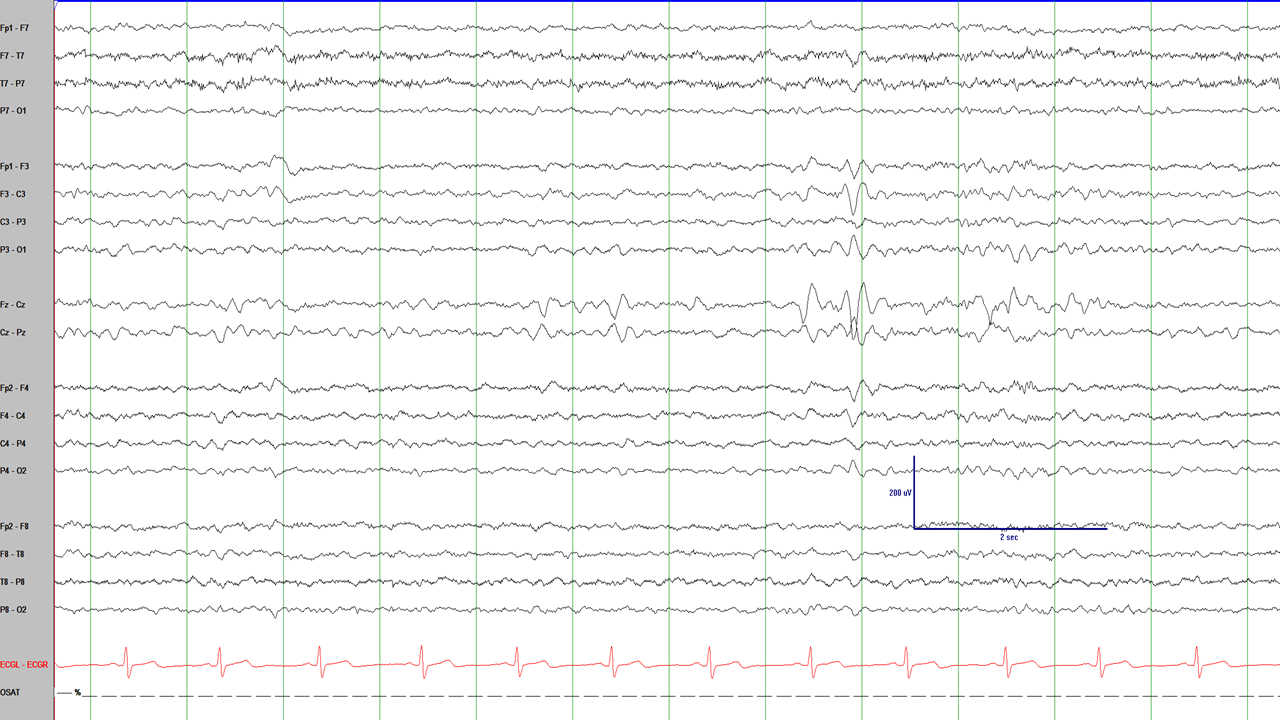 Fp1 - F7
F7 - T7
T7 - P7
P7 - O1
Fp1 - F3
F3 - C3
C3 - P3
P3 - O1
Fz - Cz
Cz - Pz
Fp2 - F4
F4 - C4
C4 - P4
P4 - O2
200 uV
Fp2 - F8
2 sec
F8 - T8
T8 - P8
P8 - O2
ECGL - ECGR
OSAT %